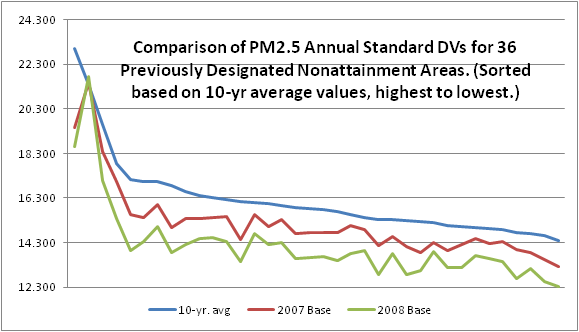 24.300
Comparison of PM2.5 Annual Standard DVs for 36
22.300
Previously Designated Nonattainment Areas. (Sorted
based on 10-yr average values, highest to lowest.)
20.300
18.300
16.300
14.300
12.300
10-yr. avg 2007 Base 2008 Base